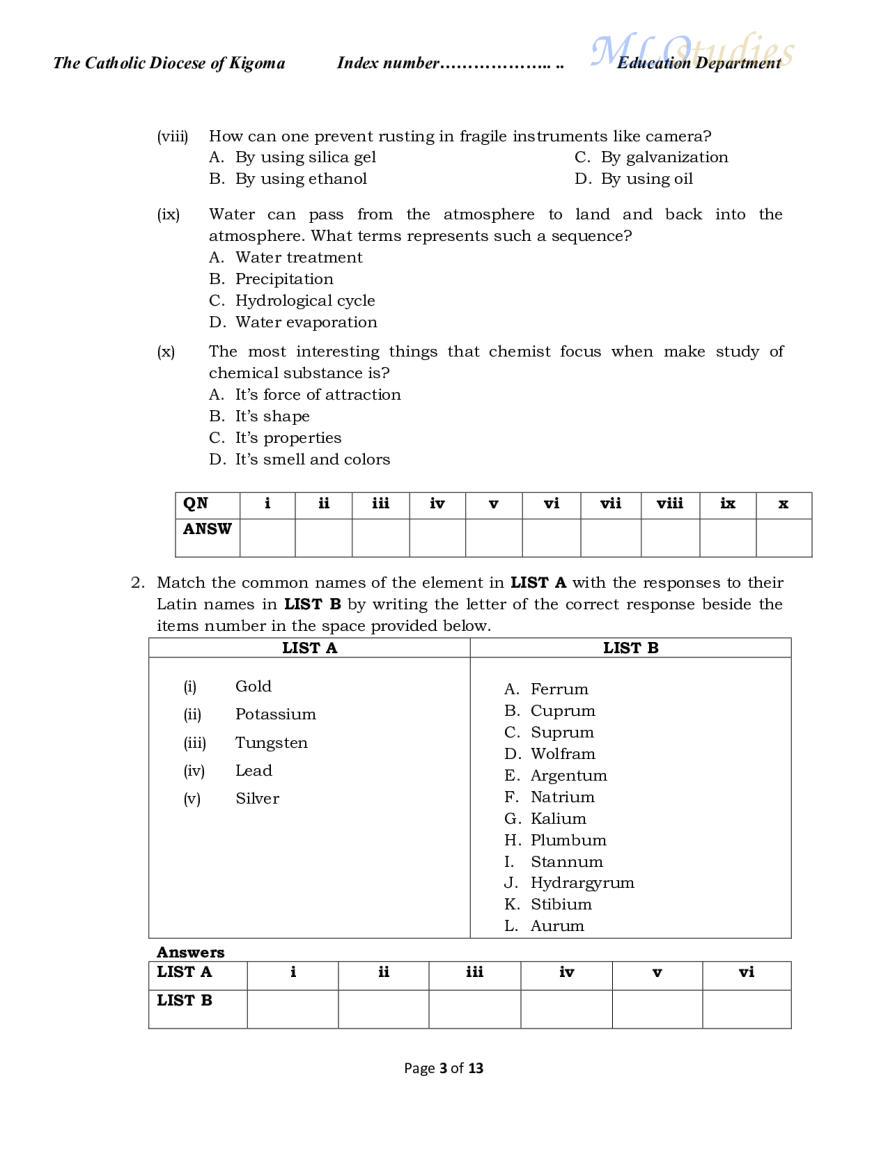 The Catholic Diocese of Kigoma Index number……………….. .. Education Department
ML Studies
(viii) How can one prevent rusting in fragile instruments like camera?
A. By using silica gel C. By galvanization
B. By using ethanol D. By using oil
(ix) Water can pass from the atmosphere to land and back into the
atmosphere. What terms represents such a sequence?
A. Water treatment
B. Precipitation
C. Hydrological cycle
D. Water evaporation
(x) The most interesting things that chemist focus when make study of
chemical substance is?
A. It’s force of attraction
B. It’s shape
C. It’s properties
D. It’s smell and colors
QN i ii iii iv v vi vii viii ix x
ANSW
2. Match the common names of the element in LIST A with the responses to their
Latin names in LIST B by writing the letter of the correct response beside the
items number in the space provided below.
LIST A LIST B
(i) Gold
(ii) Potassium
(iii) Tungsten
(iv) Lead
(v) Silver
A. Ferrum
B. Cuprum
C. Suprum
D. Wolfram
E. Argentum
F. Natrium
G. Kalium
H. Plumbum
I. Stannum
J. Hydrargyrum
K. Stibium
L. Aurum
Answers
LIST A i ii iii iv v vi
LIST B
Page 3 of 13